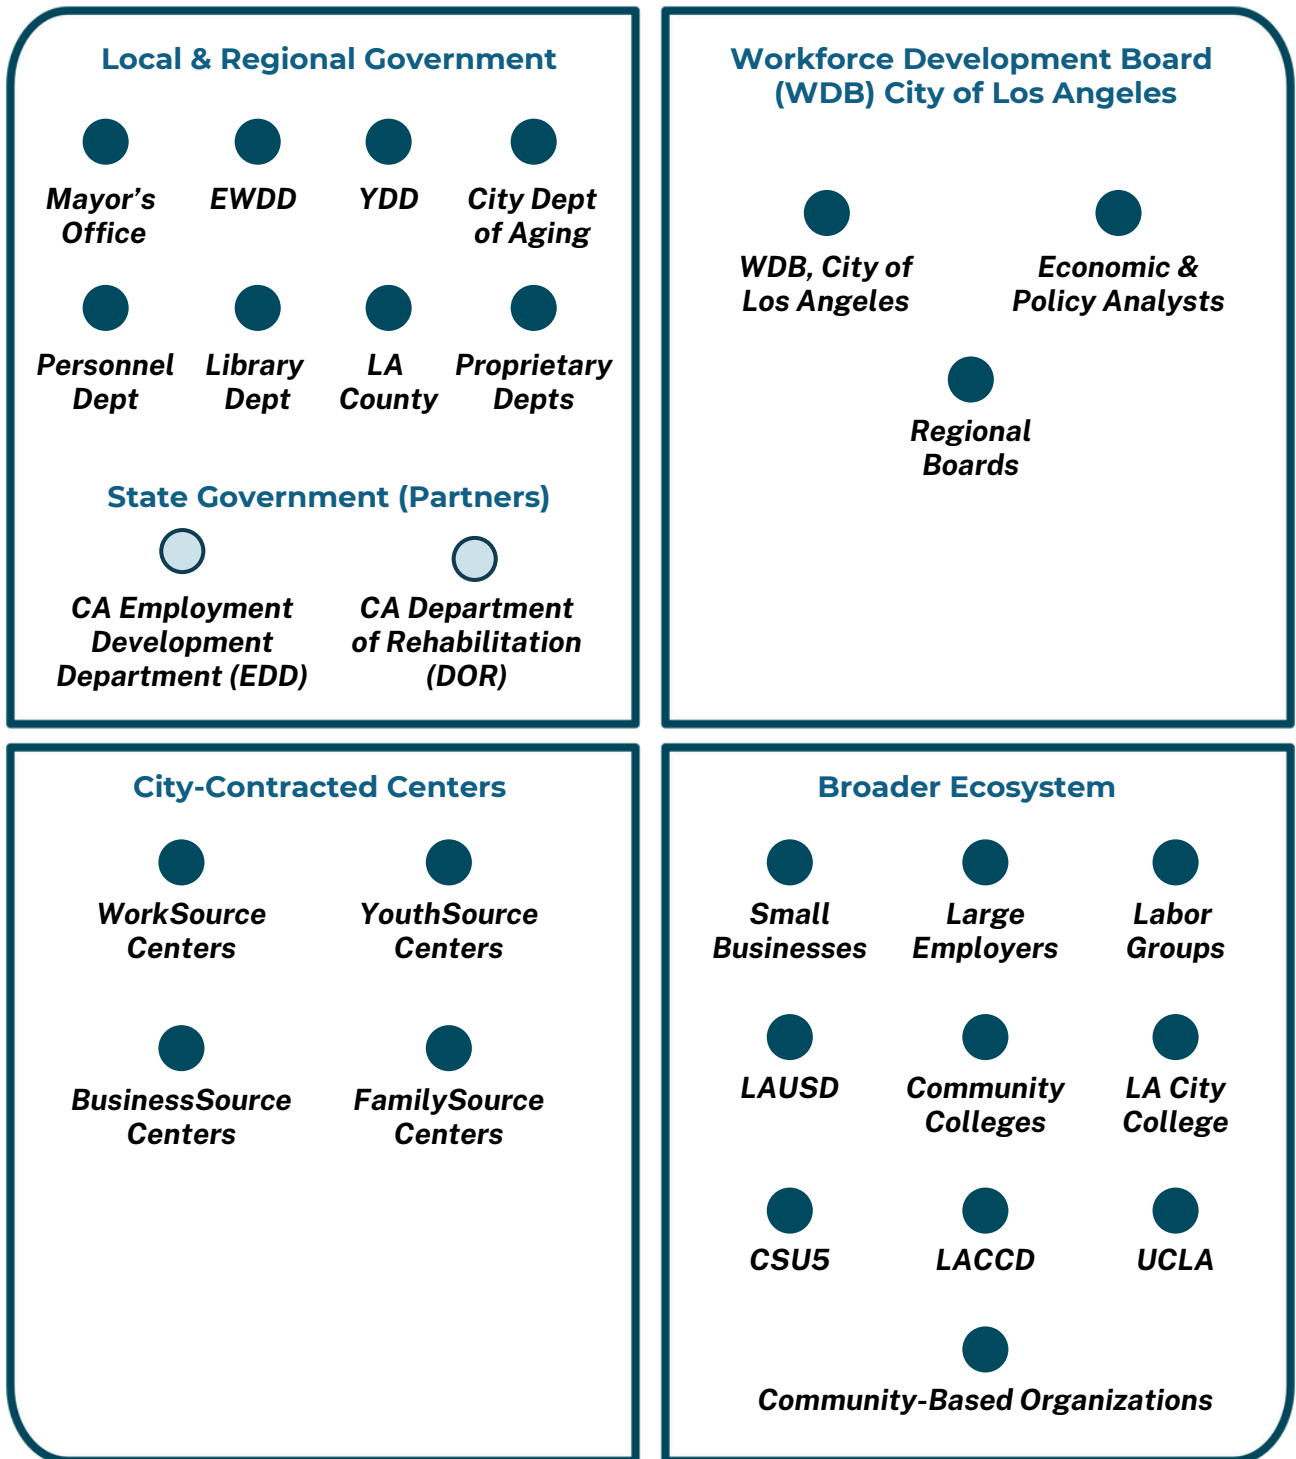 Local & Regional Government
Mayor’s
Office
EWDD
YDD
City Dept
of Aging
Personnel
Dept
Library
Dept
LA
County
Proprietary
Depts
State Government (Partners)
CA Employment
Development
Department (EDD)
CA Department
of Rehabilitation
(DOR)
Workforce Development Board
(WDB) City of Los Angeles
WDB, City of
Los Angeles
Economic &
Policy Analysts
Regional
Boards
City-Contracted Centers
WorkSource
Centers
YouthSource
Centers
BusinessSource
Centers
FamilySource
Centers
Broader Ecosystem
Small
Businesses
Large
Employers
Labor
Groups
LAUSD
Community
Colleges
LA City
College
CSU5
LACCD
UCLA
Community-Based Organizations